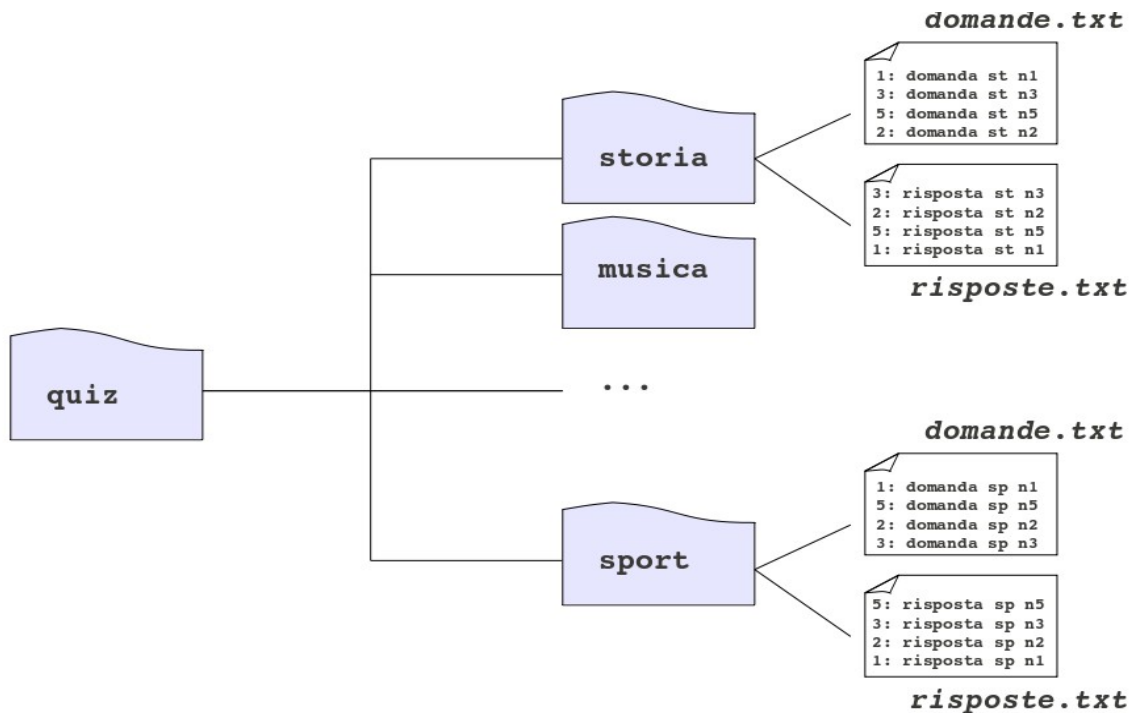 domande.txt
1: domanda st n1
3: domanda st n3
5: domanda st n5
2: domanda st n2
storia
3: risposta st n3
2: risposta st n2
5: risposta st n5
1: risposta st n1
risposte.txt
musica
quiz
...
domande.txt
1: domanda sp n1
5: domanda sp n5
2: domanda sp n2
3: domanda sp n3
sport
5: risposta sp n5
3: risposta sp n3
2: risposta sp n2
1: risposta sp n1
risposte.txt